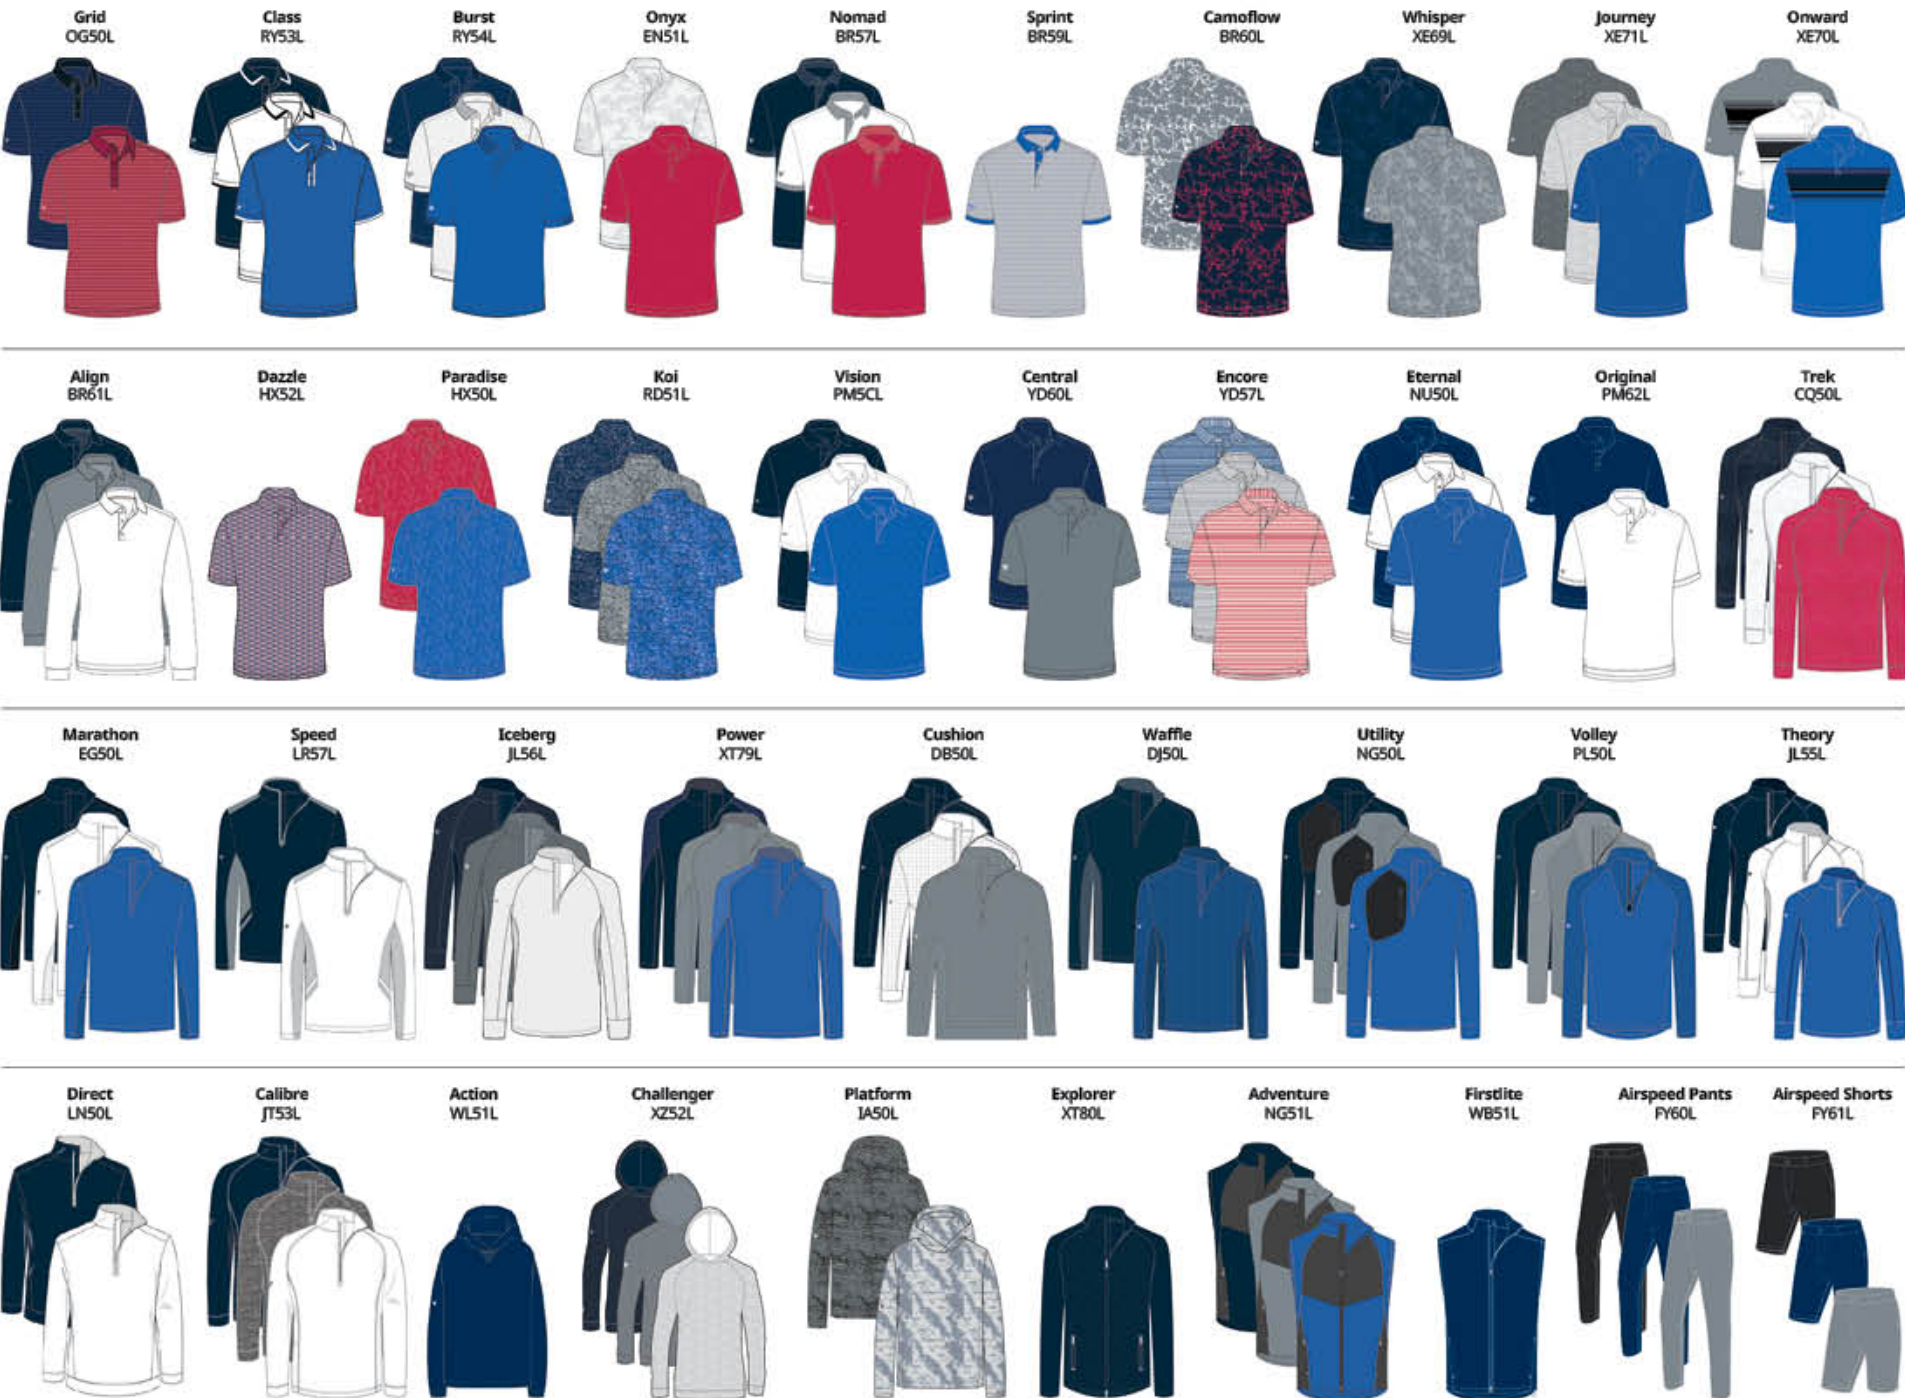 Grid
OG50L
Class
RY53L
Burst
RY54L
Onyx
EN51L
Nomad
BR57L
Sprint
BR59L
Camoflow
BR60L
Whisper
XE69L
Journey
XE71L
Onward
XE70L
Align
BR61L
Dazzle
HX52L
Paradise
HX50L
Koi
RD51L
Vision
PM5CL
Central
YD60L
Encore
YD57L
Eternal
NU50L
Original
PM62L
Trek
CQ50L
Marathon
EG50L
Speed
LR57L
Iceberg
JL56L
Power
XT79L
Cushion
DB50L
Waffle
DJ50L
Utility
NG50L
Volley
PL50L
Theory
JL55L
Direct
LN50L
Calibre
JT53L
Action
WL51L
Challenger
XZ52L
Platform
IA50L
Explorer
XT80L
Adventure
NG51L
Firstlite
WB51L
Airspeed Pants
FY60L
Airspeed Shorts
FY61L